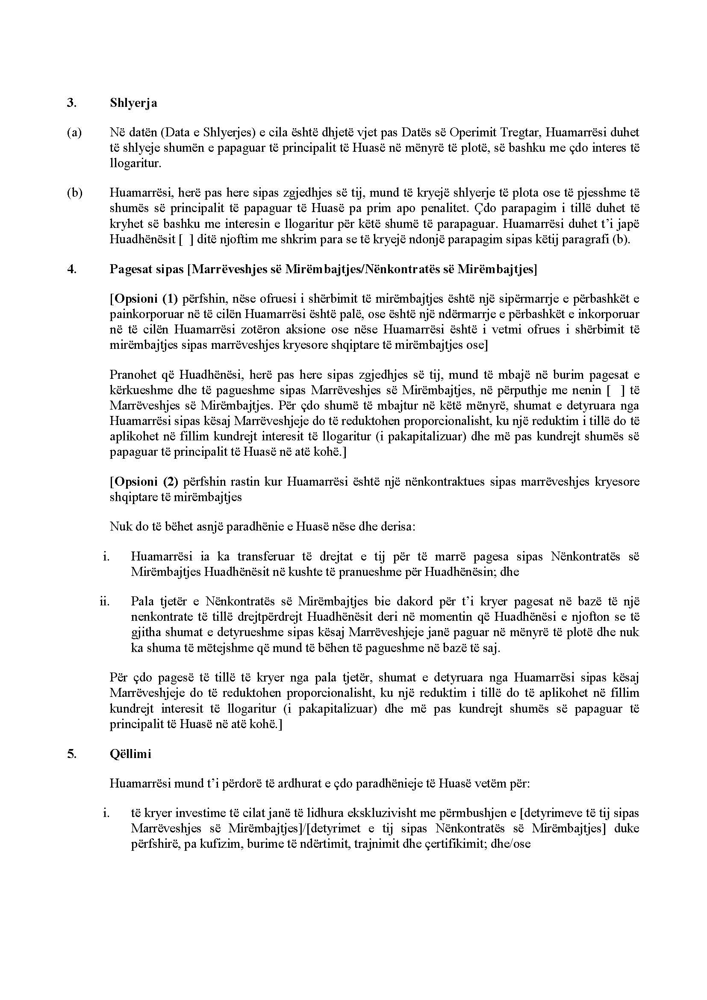 3. Shlyerja
(a) Në datën (Data e Shlyerjes) e cila është dhjetë vjet pas Datës së Operimit Tregtar, Huamarrësi duhet
të shlyeje shumën e papaguar të principalit të Huasë në mënyrë të plotë, së bashku me çdo interes të
llogaritur.
(b) Huamarrësi, herë pas here sipas zgjedhjes së tij, mund të kryejë shlyerje të plota ose të pjesshme të
shumës së principalit të papaguar të Huasë pa prim apo penalitet. Çdo parapagim i tillë duhet të
kryhet së bashku me interesin e llogaritur për këtë shumë të parapaguar. Huamarrësi duhet t’i japë
Huadhënësit [ ] ditë njoftim me shkrim para se të kryejë ndonjë parapagim sipas këtij paragrafi (b).
4. Pagesat sipas [Marrëveshjes së Mirëmbajtjes/Nënkontratës së Mirëmbajtjes]
[Opsioni (1) përfshin, nëse ofruesi i shërbimit të mirëmbajtjes është një sipërmarrje e përbashkët e
painkorporuar në të cilën Huamarrësi është palë, ose është një ndërmarrje e përbashkët e inkorporuar
në të cilën Huamarrësi zotëron aksione ose nëse Huamarrësi është i vetmi ofrues i shërbimit të
mirëmbajtjes sipas marrëveshjes kryesore shqiptare të mirëmbajtjes ose]
Pranohet që Huadhënësi, herë pas here sipas zgjedhjes së tij, mund të mbajë në burim pagesat e
kërkueshme dhe të pagueshme sipas Marrëveshjes së Mirëmbajtjes, në përputhje me nenin [ ] të
Marrëveshjes së Mirëmbajtjes. Për çdo shumë të mbajtur në këtë mënyrë, shumat e detyruara nga
Huamarrësi sipas kësaj Marrëveshjeje do të reduktohen proporcionalisht, ku një reduktim i tillë do të
aplikohet në fillim kundrejt interesit të llogaritur (i pakapitalizuar) dhe më pas kundrejt shumës së
papaguar të principalit të Huasë në atë kohë.]
[Opsioni (2) përfshin rastin kur Huamarrësi është një nënkontraktues sipas marrëveshjes kryesore
shqiptare të mirëmbajtjes
Nuk do të bëhet asnjë paradhënie e Huasë nëse dhe derisa:
i. Huamarrësi ia ka transferuar të drejtat e tij për të marrë pagesa sipas Nënkontratës së
Mirëmbajtjes Huadhënësit në kushte të pranueshme për Huadhënësin; dhe
ii. Pala tjetër e Nënkontratës së Mirëmbajtjes bie dakord për t’i kryer pagesat në bazë të një
nenkontrate të tillë drejtpërdrejt Huadhënësit deri në momentin që Huadhënësi e njofton se të
gjitha shumat e detyrueshme sipas kësaj Marrëveshjeje janë paguar në mënyrë të plotë dhe nuk
ka shuma të mëtejshme që mund të bëhen të pagueshme në bazë të saj.
Për çdo pagesë të tillë të kryer nga pala tjetër, shumat e detyruara nga Huamarrësi sipas kësaj
Marrëveshjeje do të reduktohen proporcionalisht, ku një reduktim i tillë do të aplikohet në fillim
kundrejt interesit të llogaritur (i pakapitalizuar) dhe më pas kundrejt shumës së papaguar të
principalit të Huasë në atë kohë.]
5. Qëllimi
Huamarrësi mund t’i përdorë të ardhurat e çdo paradhënieje të Huasë vetëm për:
i. të kryer investime të cilat janë të lidhura ekskluzivisht me përmbushjen e [detyrimeve të tij sipas
Marrëveshjes së Mirëmbajtjes]/[detyrimet e tij sipas Nënkontratës së Mirëmbajtjes] duke
përfshirë, pa kufizim, burime të ndërtimit, trajnimit dhe çertifikimit; dhe/ose